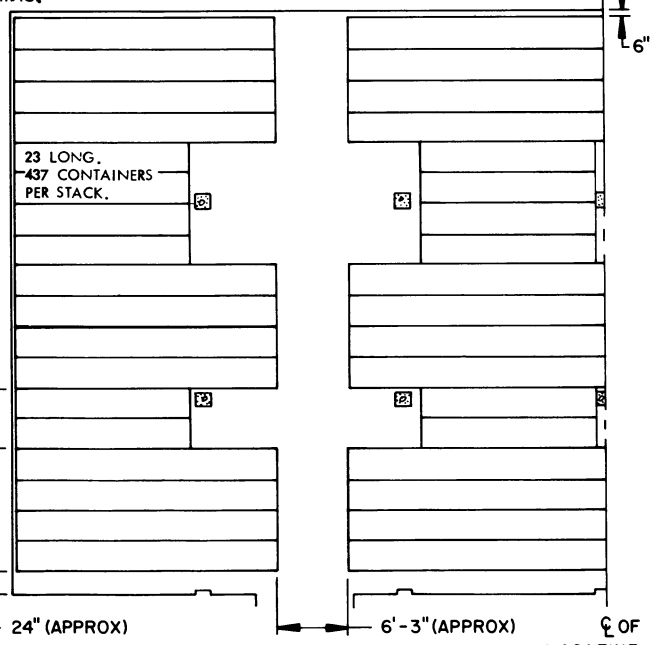 6"
23 LONG.
437 CONTAINERS
PER STACK.
24" (APPROX)
6'-3" (APPROX)
℄ OF